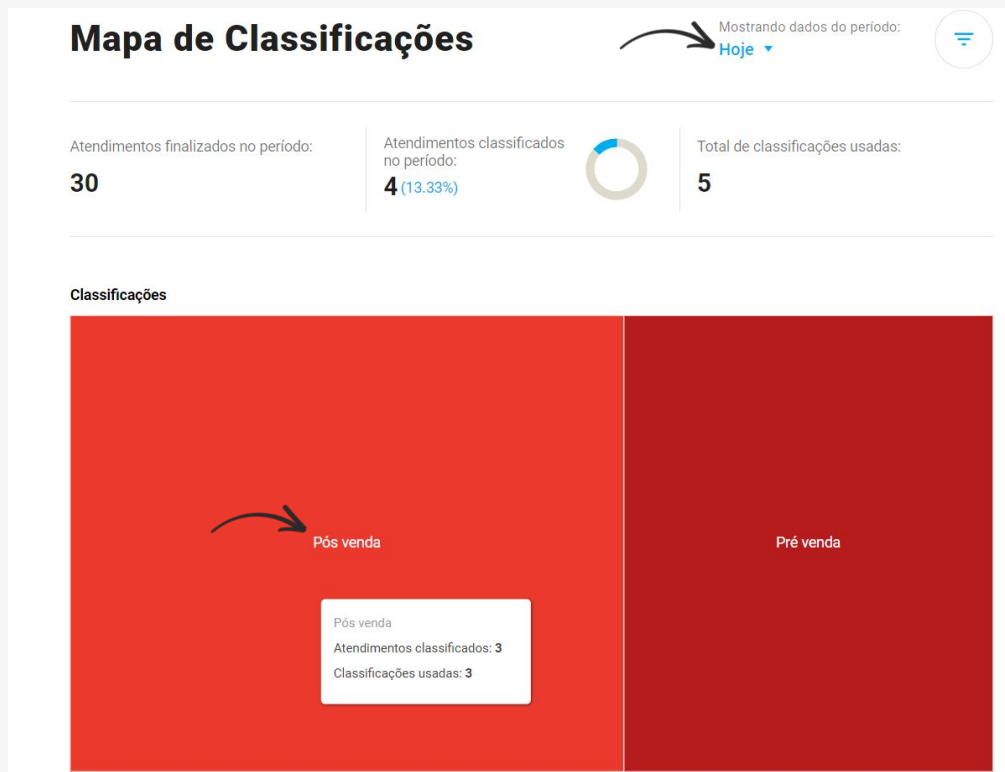 Mapa de Classificações
Mostrando dados do período:
Hoje
Atendimentos finalizados no período:
30
Atendimentos classificados
no período:
4 (13.33%)
Total de classificações usadas:
5
Classificações
Pós venda
Pré venda
Pós venda
Atendimentos classificados: 3
Classificações usadas: 3